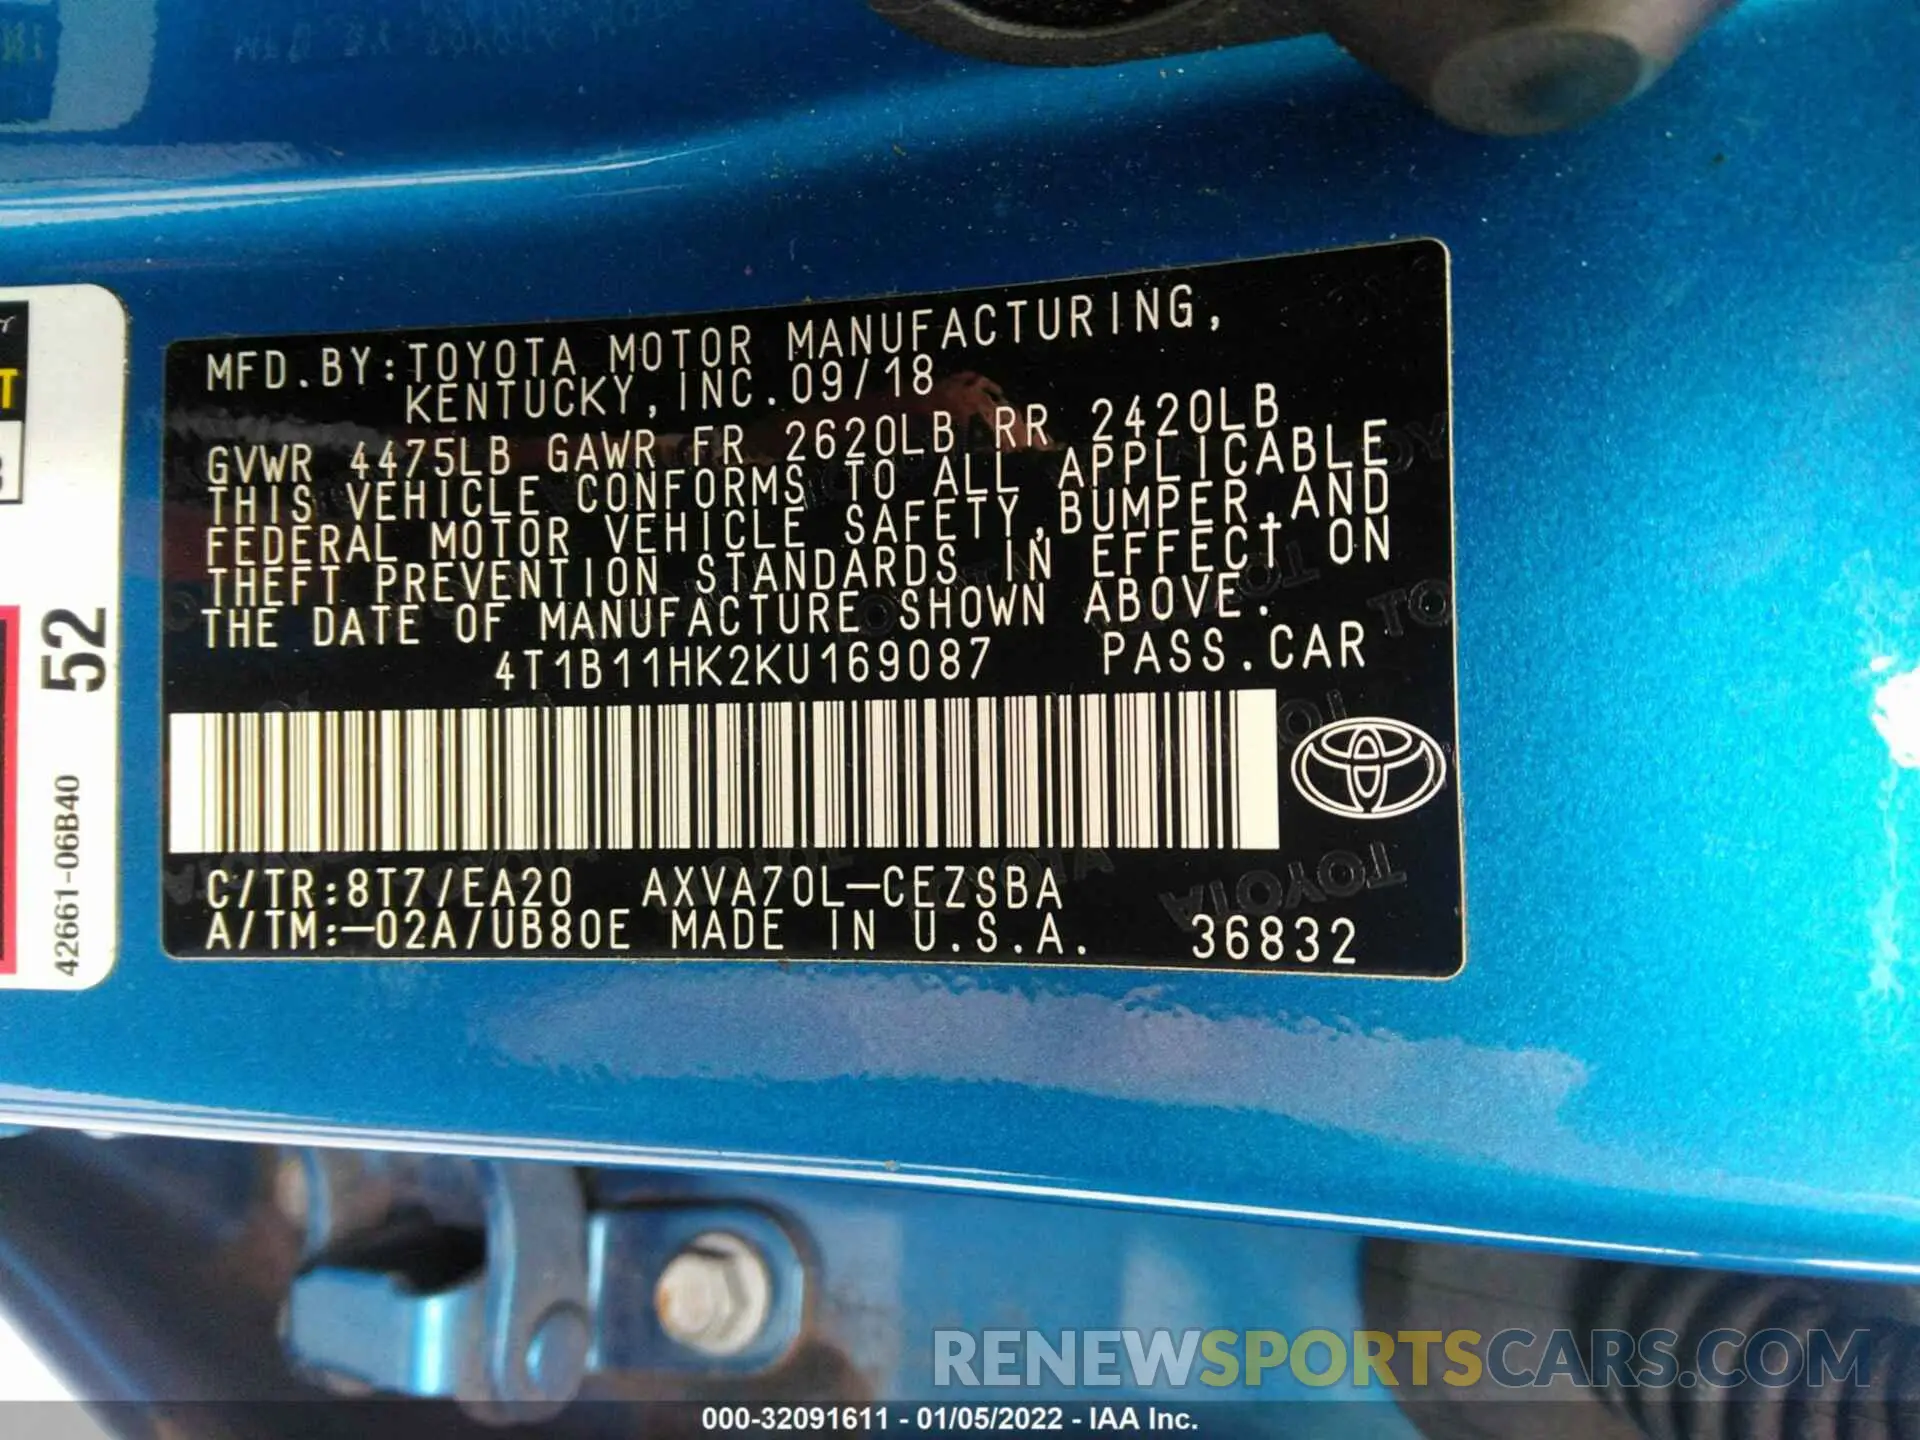 MFD.BY:TOYOTA MOTOR MANUFACTURING,
KENTUCKY,INC.09/18
GVWR 4475LB GAWR FR 2620LB RR 2420LB
THIS VEHICLE CONFORMS TO ALL APPLICABLE
FEDERAL MOTOR VEHICLE SAFETY,BUMPER,AND
THEFT PREVENTION STANDARDS IN EFFECT ON
THE DATE OF MANUFACTURE SHOWN ABOVE.
4T1B11HK2KU169087 PASS.CAR
C/TR:8T7/EA20 AXVA70L-CEZSBA
A/TM:-02A/UB80E MADE IN U.S.A. 36832
TOYOTA
52
42661-06B40
T
RENEWSPORTSCARS.COM
000-32091611 - 01/05/2022 - IAA Inc.